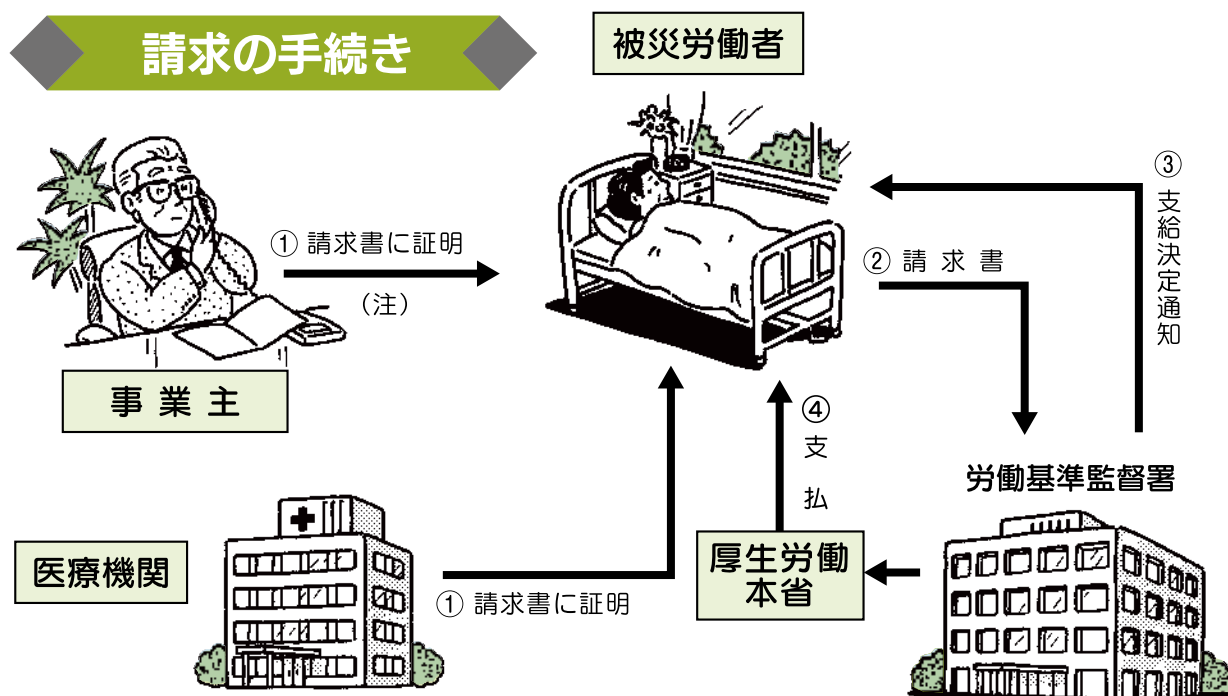 請求の手続き
被災労働者
① 請求書に証明
（注）
事業主
② 請求書
③ 支給決定通知
④ 支払
労働基準監督署
医療機関
① 請求書に証明
厚生労働
本省